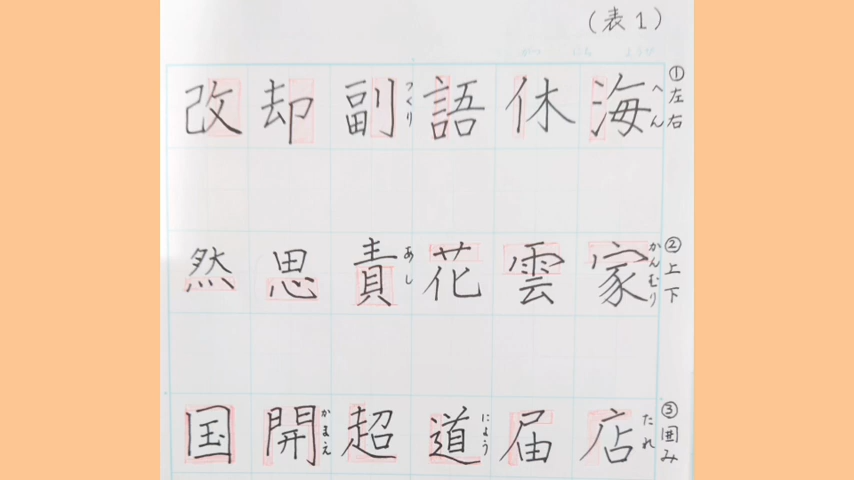 (表1)
①左右
へん
海休語
つくり
副却改
②上下
かんむり
家雲花
あし
責思然
③囲み
たれ
店届
にょう
道超
かまえ
開国